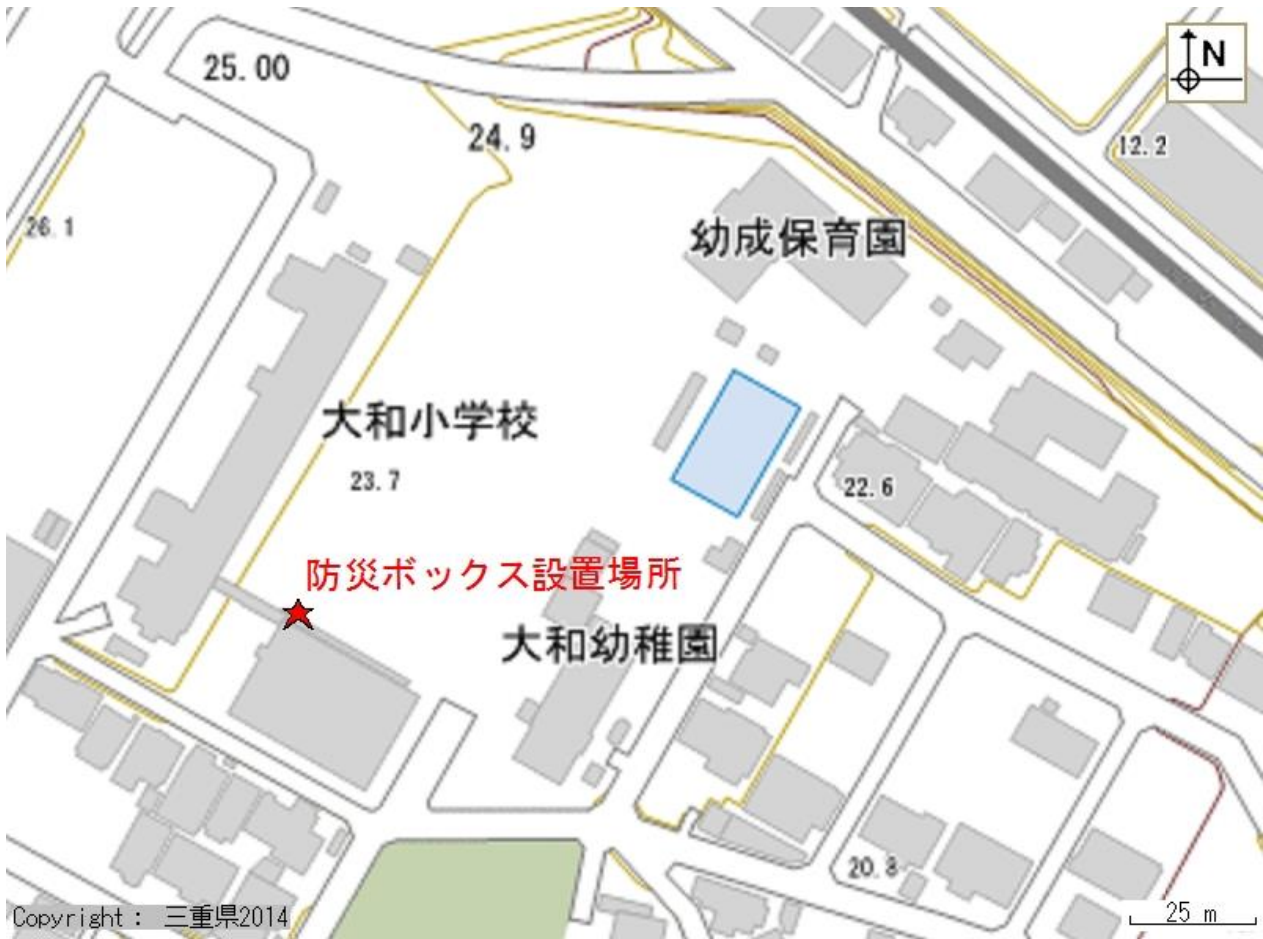 N
25.00
24.9
12.2
26.1
幼成保育園
大和小学校
23.7
22.6
防災ボックス設置場所
大和幼稚園
20.8
Copyright : 三重県2014
25 m